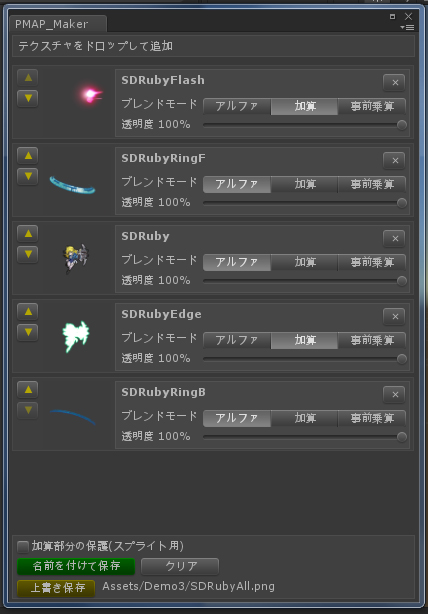 PMAP_Maker
テクスチャをドロップして追加
SDRubyFlash
ブレンドモード アルファ 加算 事前乗算
透明度 100%
SDRubyRingF
ブレンドモード アルファ 加算 事前乗算
透明度 100%
SDRuby
ブレンドモード アルファ 加算 事前乗算
透明度 100%
SDRubyEdge
ブレンドモード アルファ 加算 事前乗算
透明度 100%
SDRubyRingB
ブレンドモード アルファ 加算 事前乗算
透明度 100%
加算部分の保護(スプライト用)
名前を付けて保存 クリア
上書き保存 Assets/Demo3/SDRubyAll.png